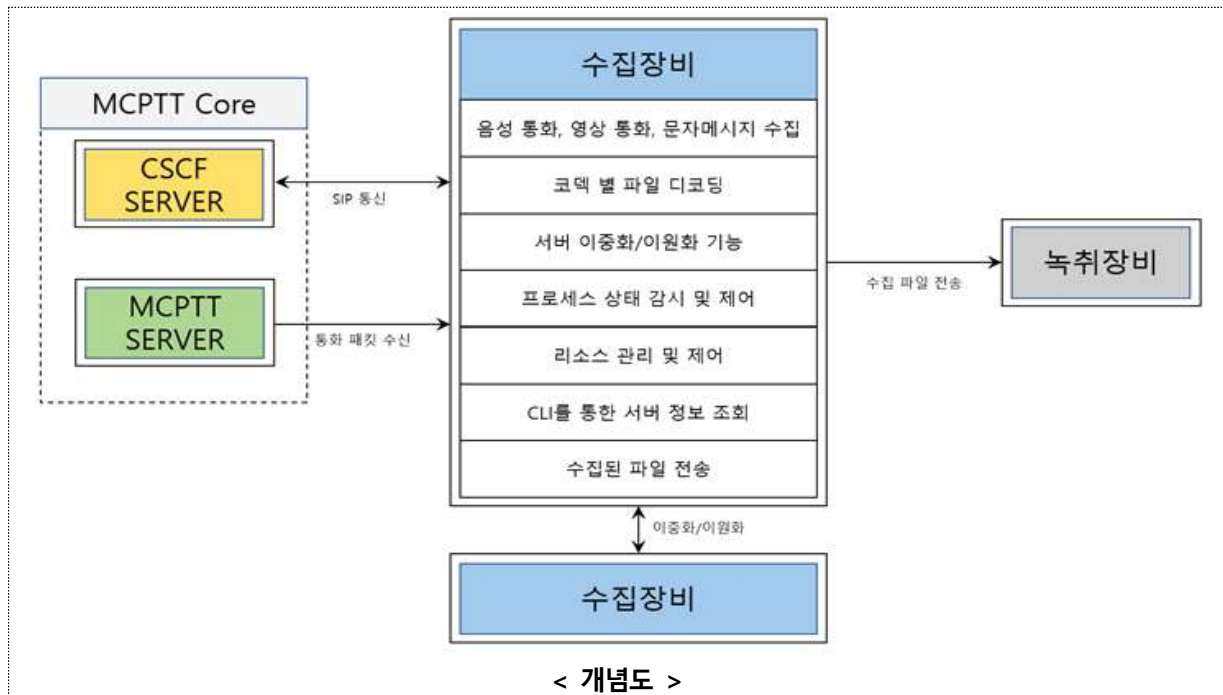 MCPTT Core
CSCF
SERVER
SIP 통신
MCPTT
SERVER
통화 패킷 수신
수집장비
음성 통화, 영상 통화, 문자메시지 수집
코덱 별 파일 디코딩
서버 이중화/이원화 기능
프로세스 상태 감시 및 제어
리소스 관리 및 제어
CLI를 통한 서버 정보 조회
수집된 파일 전송
수집 파일 전송
녹취장비
이중화/이원화
수집장비
< 개념도 >